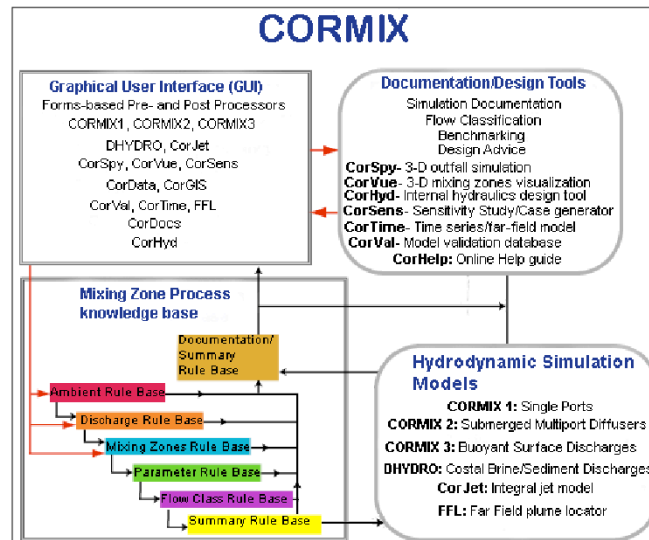 CORMIX
Graphical User Interface (GUI)
Forms-based Pre- and Post Processors
CORMIX1, CORMIX2, CORMIX3
DHYDRO, CorJet
CorSpy, CorVue, CorSens
CorData, CorGIS
CorVal, CorTime, FFL
CorDocs
CorHyd
Documentation/Design Tools
Simulation Documentation
Flow Classification
Benchmarking
Design Advice
CorSpy- 3-D outfall simulation
CorVue- 3-D mixing zones visualization
CorHyd- Internal hydraulics design tool
CorSens- Sensitivity Study/Case generator
CorTime- Time series/far-field model
CorVal- Model validation database
CorHelp: Online Help guide
Mixing Zone Process
knowledge base
Documentation/
Summary
Rule Base
Ambient Rule Base
Discharge Rule Base
Mixing Zones Rule Base
Parameter Rule Base
Flow Class Rule Base
Summary Rule Base
Hydrodynamic Simulation
Models
CORMIX 1: Single Ports
CORMIX 2: Submerged Multiport Diffusers
CORMIX 3: Buoyant Surface Discharges
DHYDRO: Costal Brine/Sediment Discharges
CorJet: Integral jet model
FFL: Far Field plume locator